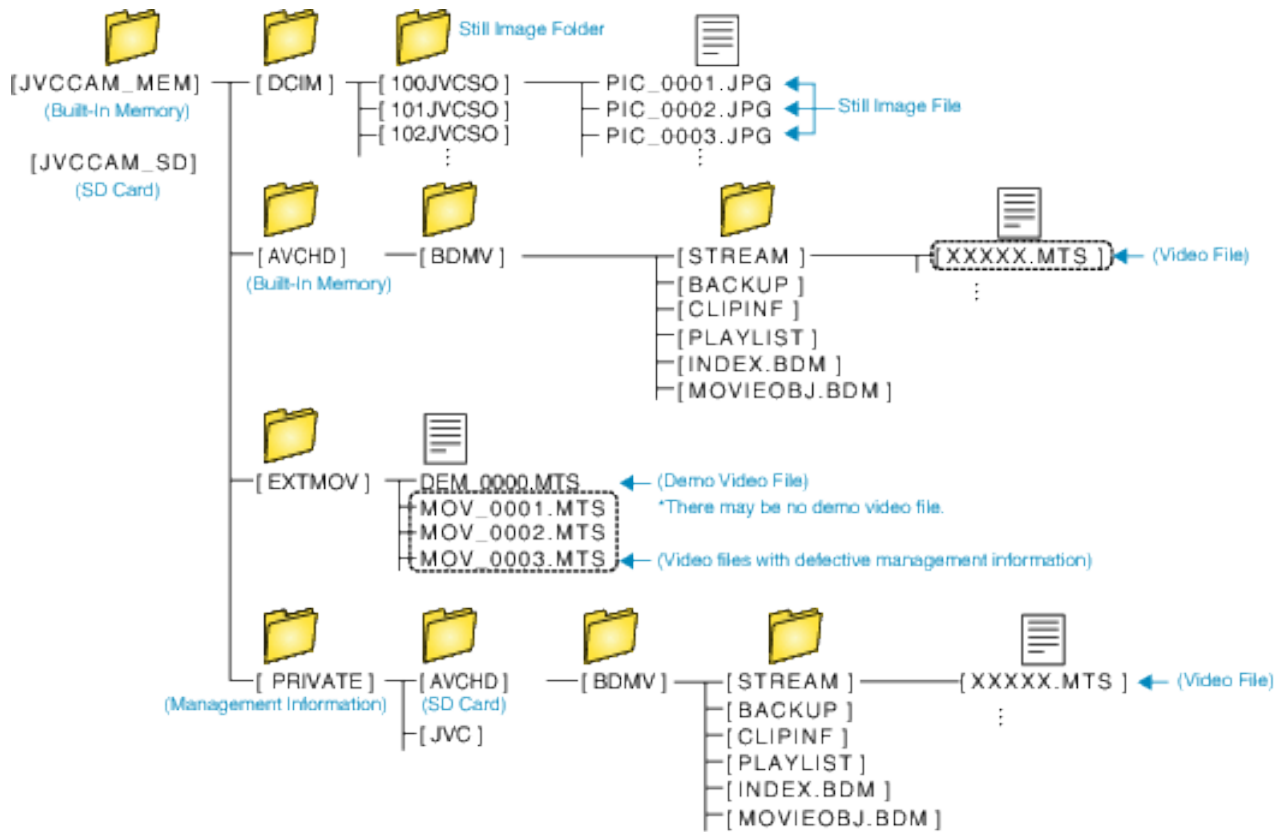 Still Image Folder
[JVCCAM_MEM]
(Built-In Memory)
[JVCCAM_SD]
(SD Card)
[DCIM]
[100JVCSO]
[101JVCSO]
[102JVCSO]
PIC_0001.JPG
PIC_0002.JPG
PIC_0003.JPG
Still Image File
[AVCHD]
(Built-In Memory)
[BDMV]
[STREAM]
[BACKUP]
[CLIPINF]
[PLAYLIST]
[INDEX.BDM]
[MOVIEOBJ.BDM]
[XXXXX.MTS]
(Video File)
[EXTMOV]
DEM_0000.MTS
(Demo Video File)
*There may be no demo video file.
MOV_0001.MTS
MOV_0002.MTS
MOV_0003.MTS
(Video files with defective management information)
[PRIVATE]
(Management Information)
[AVCHD]
(SD Card)
[JVC]
[BDMV]
[STREAM]
[BACKUP]
[CLIPINF]
[PLAYLIST]
[INDEX.BDM]
[MOVIEOBJ.BDM]
[XXXXX.MTS]
(Video File)